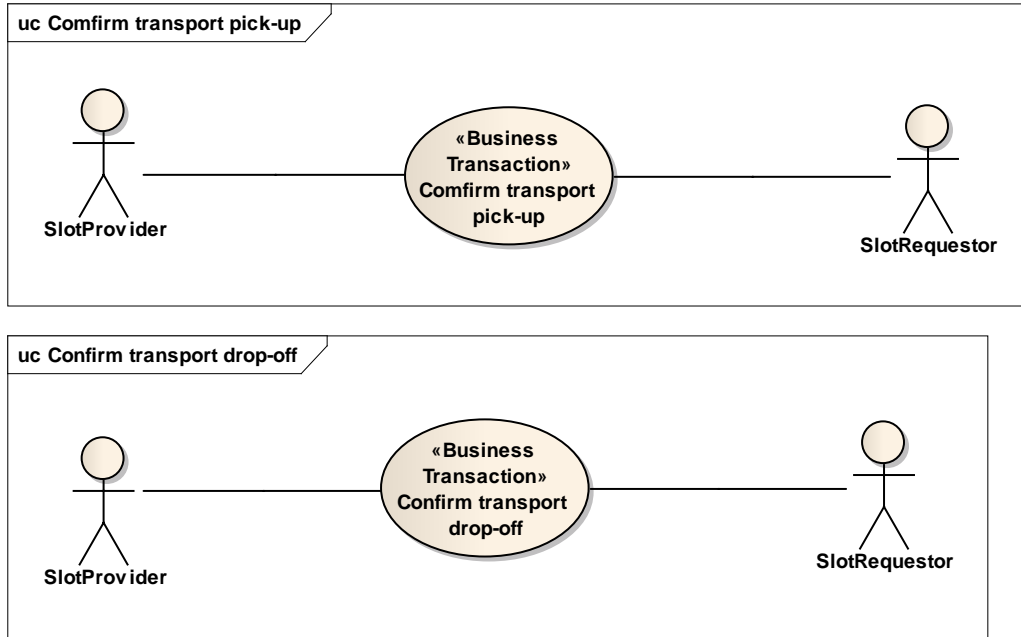 uc Comfirm transport pick-up
«Business
Transaction»
Comfirm transport
pick-up
SlotProvider
SlotRequestor
uc Confirm transport drop-off
«Business
Transaction»
Confirm transport
drop-off
SlotProvider
SlotRequestor